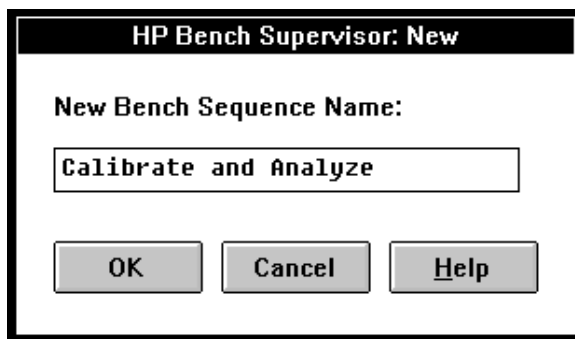 HP Bench Supervisor: New
New Bench Sequence Name:
Calibrate and Analyze
OK Cancel Help